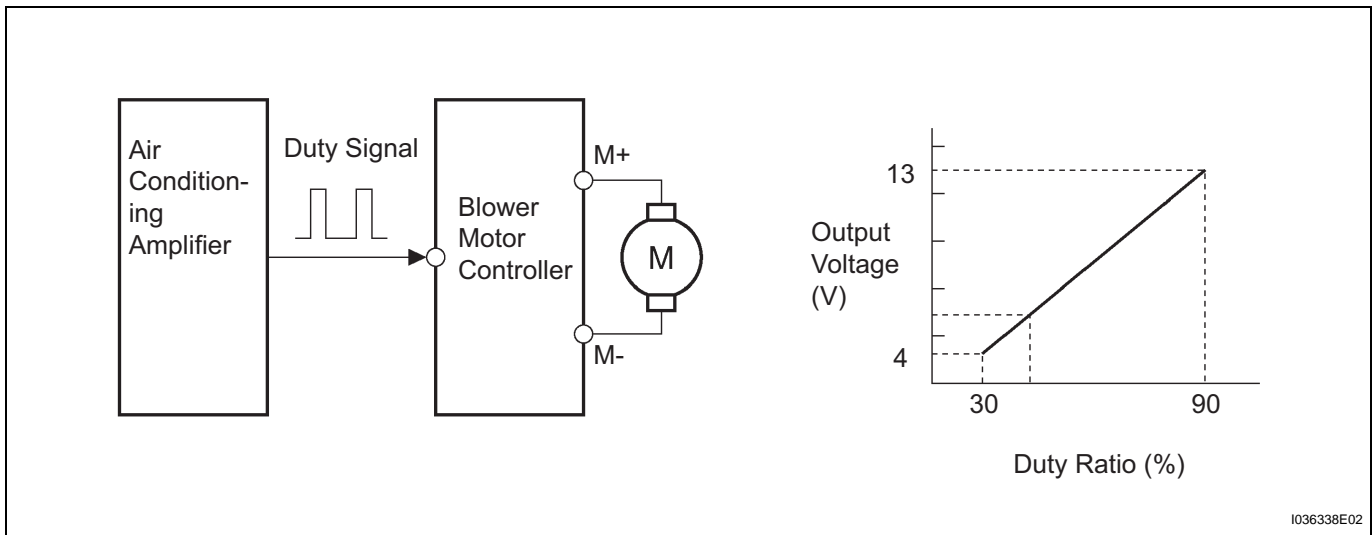 Air
Condition-
ing
Amplifier
Duty Signal
Blower
Motor
Controller
M+
M
M-
Output
Voltage
(V)
13
4
30
90
Duty Ratio (%)
I036338E02